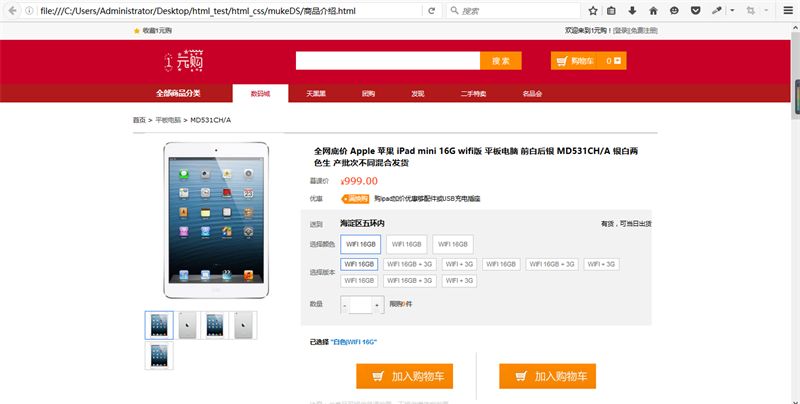 file:///C:/Users/Administrator/Desktop/html_test/html_css/mukeDS/商品介绍.html
搜索
收藏1元购
欢迎来到1元购！[登录][免费注册]
1元购
搜 索
购物车 0
全部商品分类 数码城 天黑黑 团购 发现 二手特卖 名品会
首页 > 平板电脑 > MD531CH/A
全网底价 Apple 苹果 iPad mini 16G wifi版 平板电脑 前白后银 MD531CH/A 银白两
色生 产批次不同混合发货
慕课价 ¥999.00
优惠 满换购 购ipad加价优惠够配件或USB充电插座
送到 海淀区五环内 有货，可当日出货
选择颜色 WIFI 16GB WIFI 16GB WIFI 16GB
选择版本 WIFI 16GB WIFI 16GB + 3G WIFI + 3G WIFI 16GB WIFI 16GB + 3G WIFI + 3G
WIFI 16GB WIFI 16GB + 3G WIFI + 3G
数量 - + 限购9件
已选择 "白色|WIFI 16G"
加入购物车 加入购物车